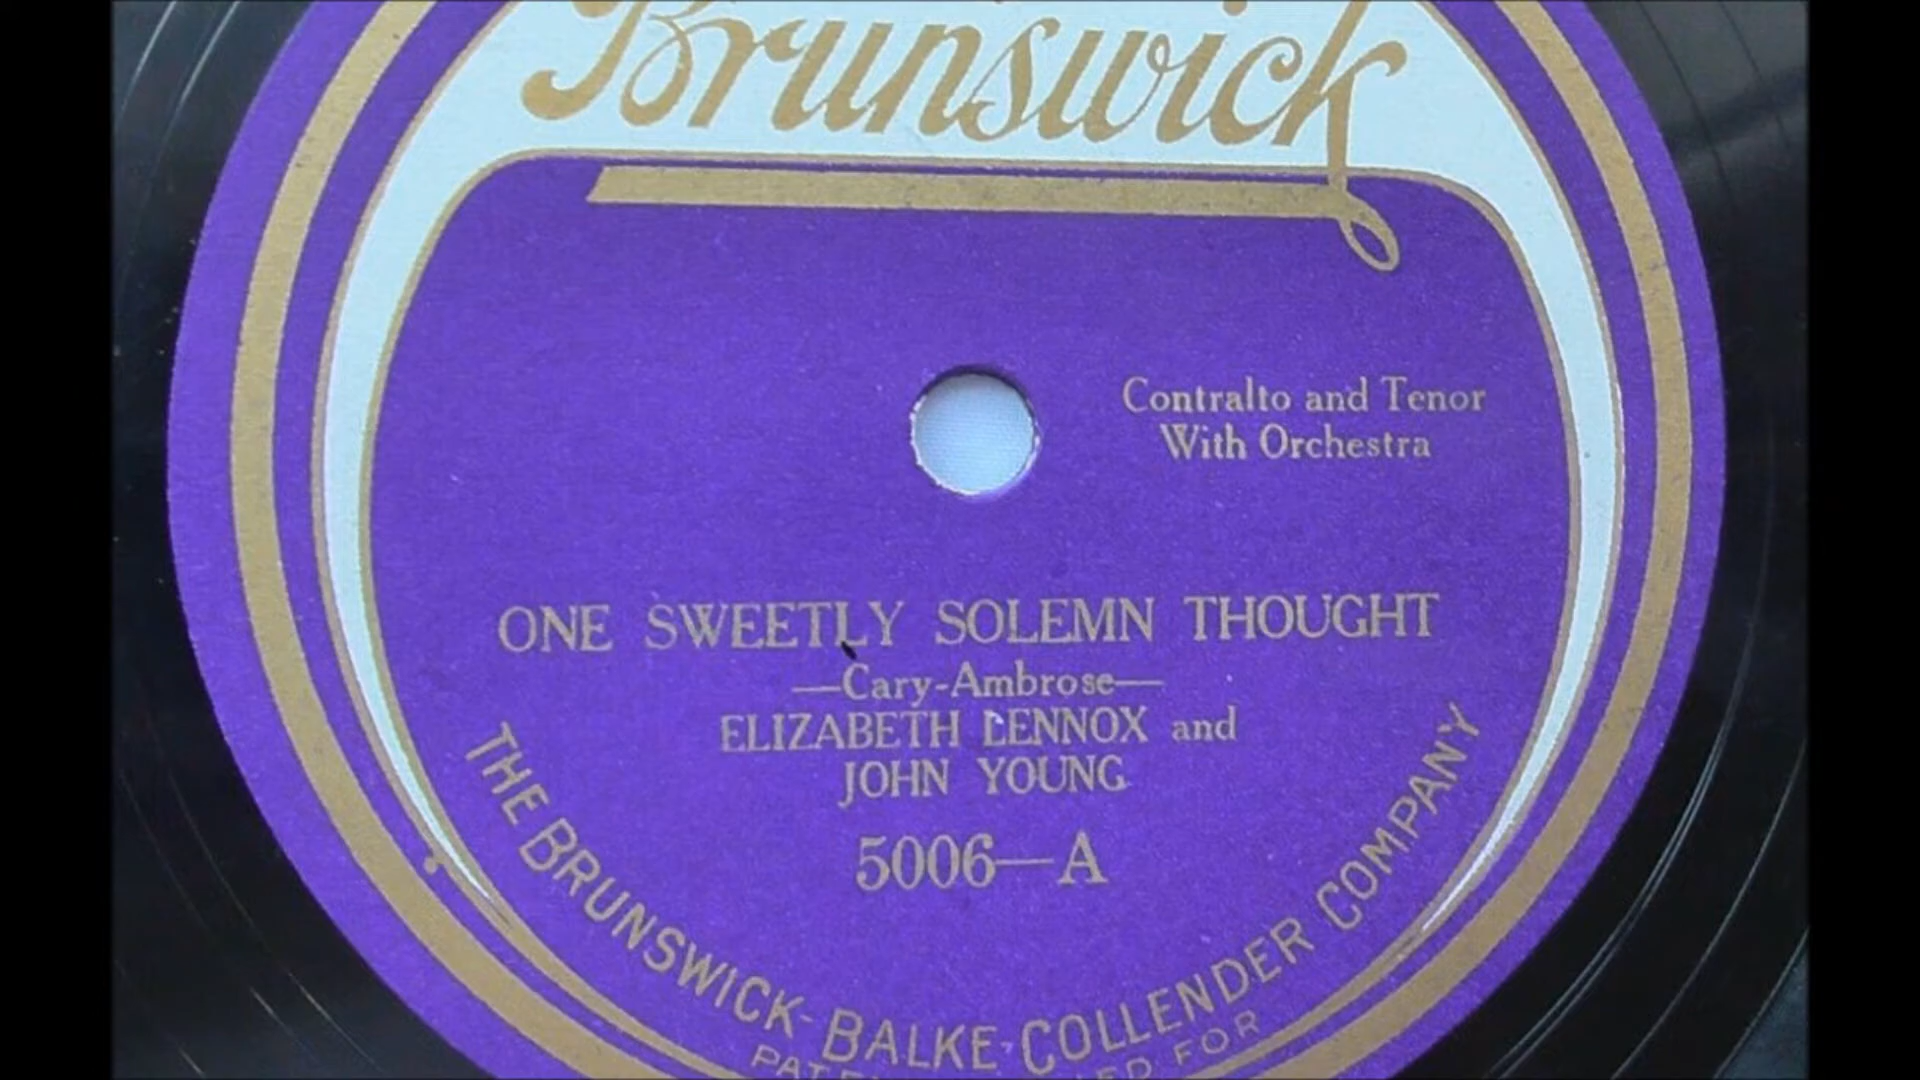 Brunswick
Contralto and Tenor
With Orchestra
ONE SWEETLY SOLEMN THOUGHT
—Cary-Ambrose—
ELIZABETH LENNOX and
JOHN YOUNG
5006—A
THE BRUNSWICK-BALKE-COLLENDER COMPANY
FOR